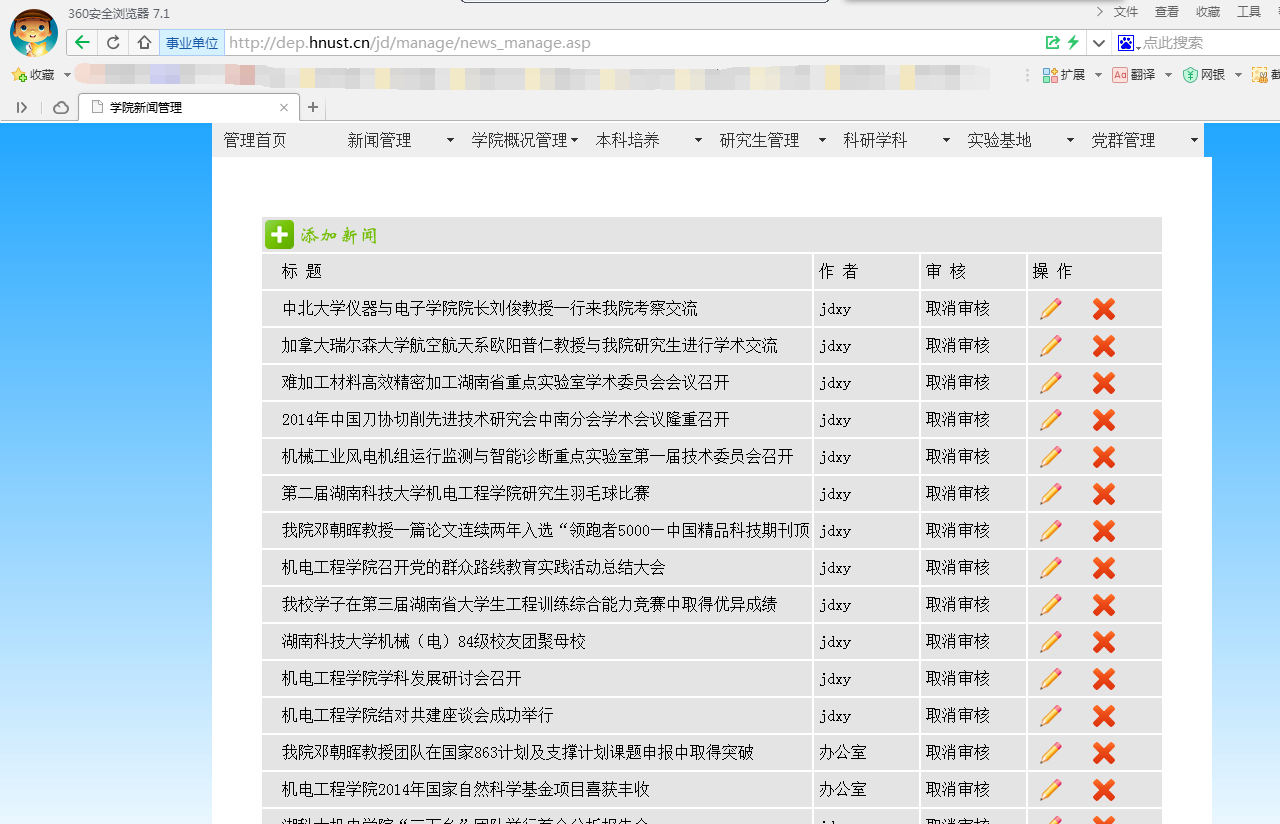 360安全浏览器 7.1
文件 查看 收藏 工具
事业单位 http://dep.hnust.cn/jd/manage/news_manage.asp 点此搜索
收藏 扩展 Aあ 翻译 网银
学院新闻管理
管理首页 新闻管理 学院概况管理 本科培养 研究生管理 科研学科 实验基地 党群管理
添加新闻
标 题 作 者 审 核 操 作
中北大学仪器与电子学院院长刘俊教授一行来我院考察交流 jdxy 取消审核
加拿大瑞尔森大学航空航天系欧阳普仁教授与我院研究生进行学术交流 jdxy 取消审核
难加工材料高效精密加工湖南省重点实验室学术委员会会议召开 jdxy 取消审核
2014年中国刀协切削先进技术研究会中南分会学术会议隆重召开 jdxy 取消审核
机械工业风电机组运行监测与智能诊断重点实验室第一届技术委员会召开 jdxy 取消审核
第二届湖南科技大学机电工程学院研究生羽毛球比赛 jdxy 取消审核
我院邓朝晖教授一篇论文连续两年入选“领跑者5000—中国精品科技期刊顶 jdxy 取消审核
机电工程学院召开党的群众路线教育实践活动总结大会 jdxy 取消审核
我校学子在第三届湖南省大学生工程训练综合能力竞赛中取得优异成绩 jdxy 取消审核
湖南科技大学机械（电）84级校友团聚母校 jdxy 取消审核
机电工程学院学科发展研讨会召开 jdxy 取消审核
机电工程学院结对共建座谈会成功举行 jdxy 取消审核
我院邓朝晖教授团队在国家863计划及支撑计划课题申报中取得突破 办公室 取消审核
机电工程学院2014年国家自然科学基金项目喜获丰收 办公室 取消审核